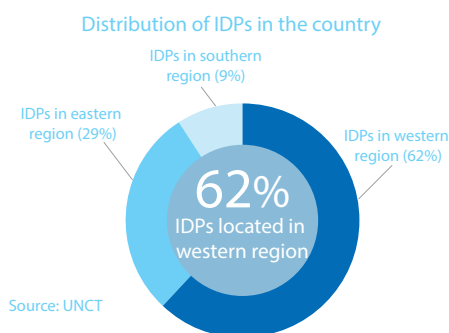 Distribution of IDPs in the country
IDPs in southern
region (9%)
IDPs in eastern
region (29%)
IDPs in western
region (62%)
62%
IDPs located in
western region
Source: UNCT